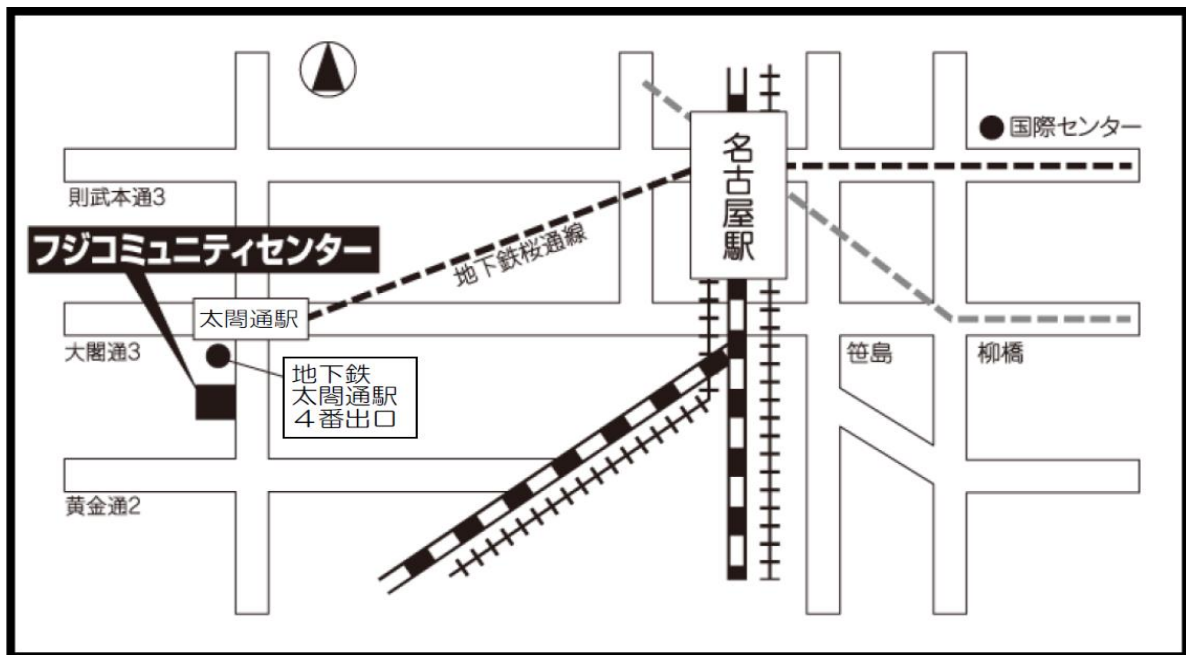 国際センター
名古屋駅
則武本通3
フジコミュニティセンター
地下鉄桜通線
太閤通駅
大閣通3
笹島
柳橋
地下鉄
太閤通駅
4番出口
黄金通2